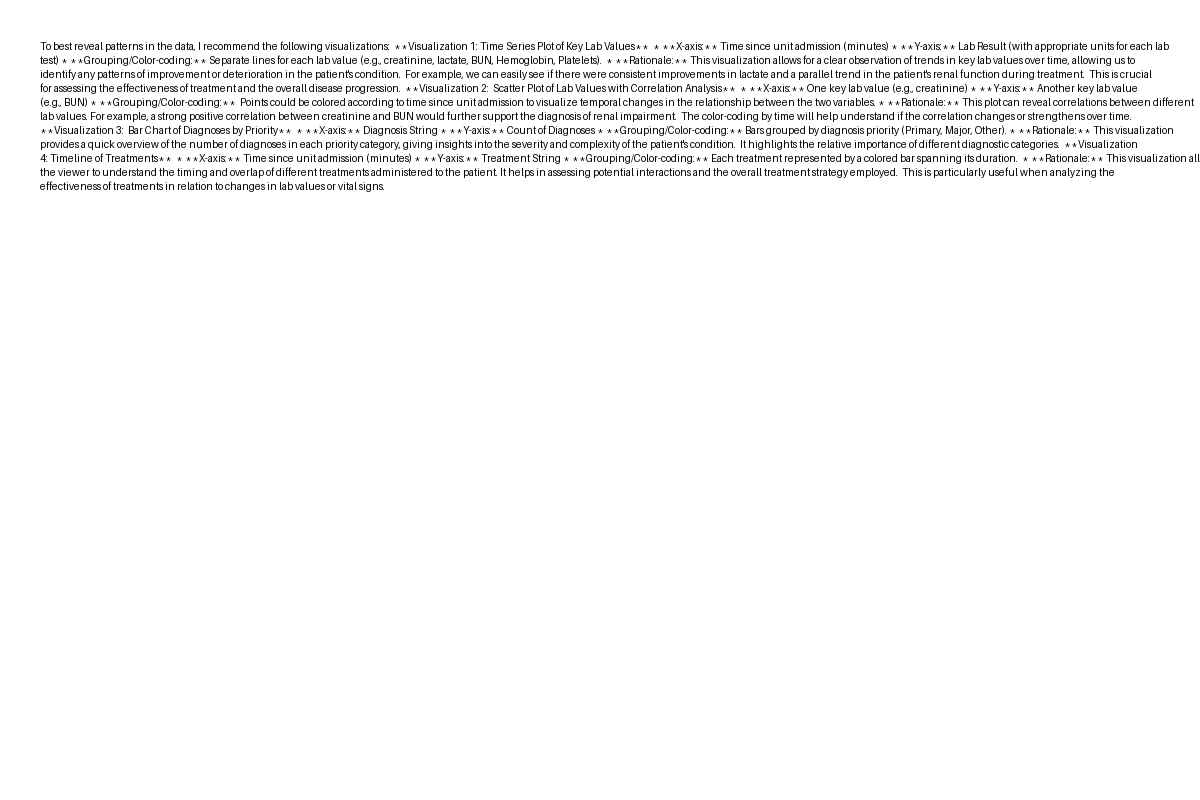 To best reveal patterns in the data, I recommend the following visualizations:  **Visualization 1: Time Series Plot of Key Lab Values**  * **X-axis:** Time since unit admission (minutes) * **Y-axis:** Lab Result (with appropriate units for each lab
test) * **Grouping/Color-coding:** Separate lines for each lab value (e.g., creatinine, lactate, BUN, Hemoglobin, Platelets).  * **Rationale:** This visualization allows for a clear observation of trends in key lab values over time, allowing us to
identify any patterns of improvement or deterioration in the patient's condition.  For example, we can easily see if there were consistent improvements in lactate and a parallel trend in the patient's renal function during treatment.  This is crucial
for assessing the effectiveness of treatment and the overall disease progression.  **Visualization 2:  Scatter Plot of Lab Values with Correlation Analysis**  * **X-axis:** One key lab value (e.g., creatinine) * **Y-axis:** Another key lab value
(e.g., BUN) * **Grouping/Color-coding:**  Points could be colored according to time since unit admission to visualize temporal changes in the relationship between the two variables. * **Rationale:** This plot can reveal correlations between different
lab values. For example, a strong positive correlation between creatinine and BUN would further support the diagnosis of renal impairment.  The color-coding by time will help understand if the correlation changes or strengthens over time.
**Visualization 3:  Bar Chart of Diagnoses by Priority**  * **X-axis:** Diagnosis String * **Y-axis:** Count of Diagnoses * **Grouping/Color-coding:** Bars grouped by diagnosis priority (Primary, Major, Other). * **Rationale:** This visualization
provides a quick overview of the number of diagnoses in each priority category, giving insights into the severity and complexity of the patient's condition.  It highlights the relative importance of different diagnostic categories.  **Visualization
4: Timeline of Treatments**  * **X-axis:** Time since unit admission (minutes) * **Y-axis:** Treatment String * **Grouping/Color-coding:** Each treatment represented by a colored bar spanning its duration.  * **Rationale:** This visualization all
the viewer to understand the timing and overlap of different treatments administered to the patient. It helps in assessing potential interactions and the overall treatment strategy employed.  This is particularly useful when analyzing the
effectiveness of treatments in relation to changes in lab values or vital signs.